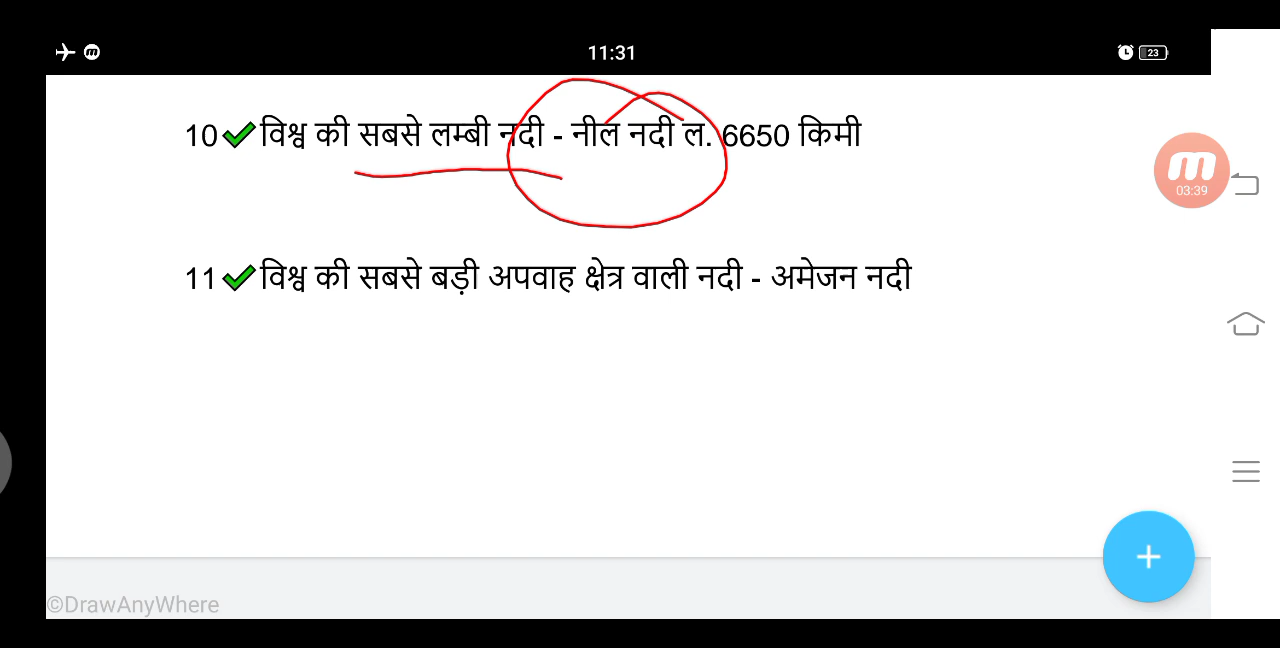 11:31
23
10✅विश्व की सबसे लम्बी नदी - नील नदी ल. 6650 किमी
03:39
11✅विश्व की सबसे बड़ी अपवाह क्षेत्र वाली नदी - अमेजन नदी
©DrawAnyWhere